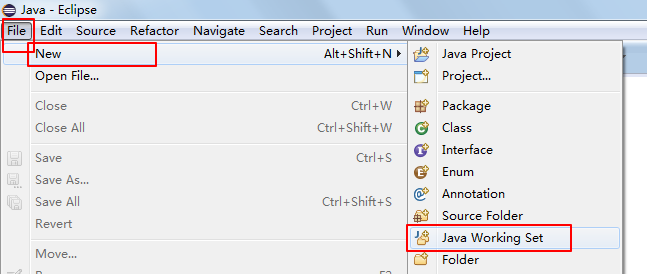 Java - Eclipse
File Edit Source Refactor Navigate Search Project Run Window Help
New Alt+Shift+N
Open File...
Close Ctrl+W
Close All Ctrl+Shift+W
Save Ctrl+S
Save As...
Save All Ctrl+Shift+S
Revert
Move...
Java Project
Project...
Package
Class
Interface
Enum
Annotation
Source Folder
Java Working Set
Folder